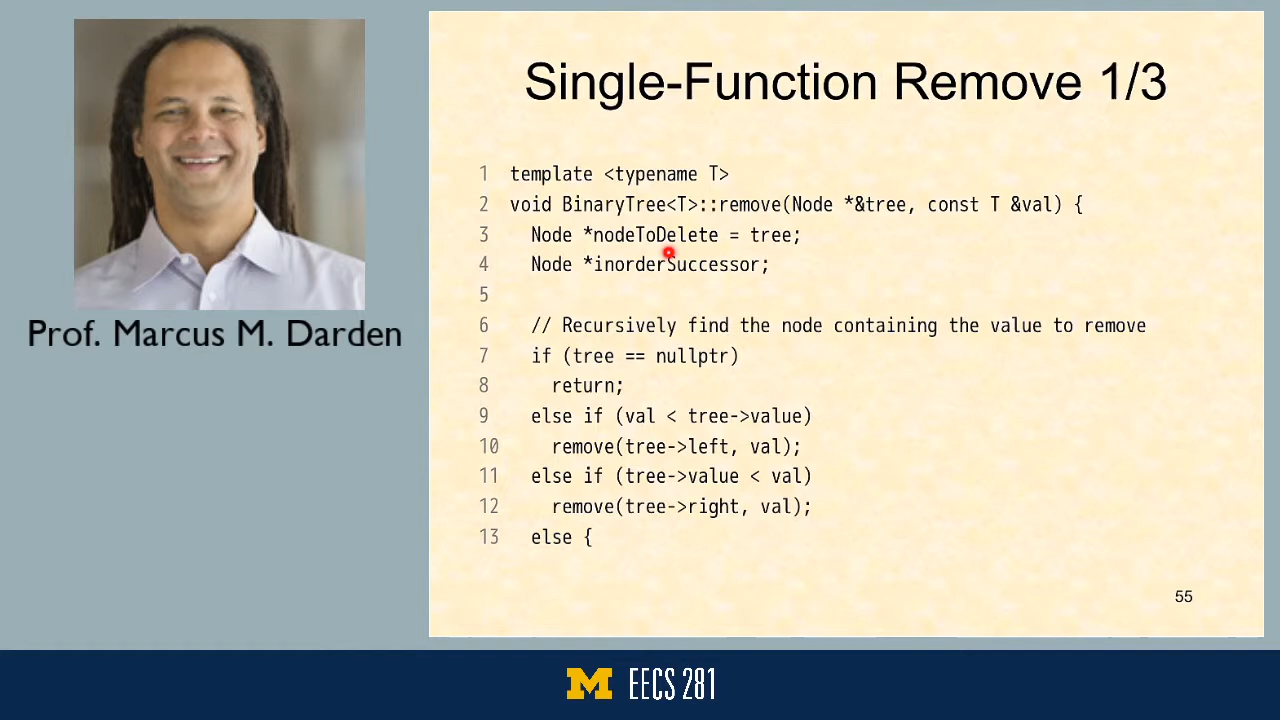 Prof. Marcus M. Darden
Single-Function Remove 1/3
1 template <typename T>
2 void BinaryTree<T>::remove(Node *&tree, const T &val) {
3   Node *nodeToDelete = tree;
4   Node *inorderSuccessor;
5
6   // Recursively find the node containing the value to remove
7   if (tree == nullptr)
8     return;
9   else if (val < tree->value)
10     remove(tree->left, val);
11   else if (tree->value < val)
12     remove(tree->right, val);
13   else {
55
M EECS 281